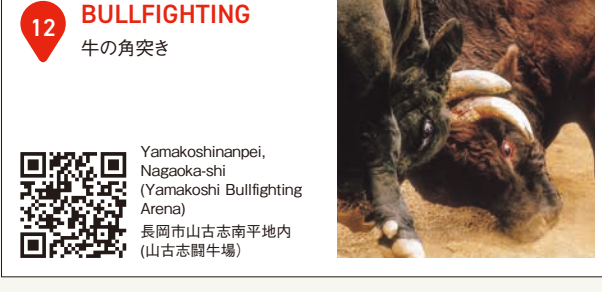 12
BULLFIGHTING
牛の角突き
Yamakoshinanpei,
Nagaoka-shi
(Yamakoshi Bullfighting
Arena)
長岡市山古志南平地内
(山古志闘牛場)